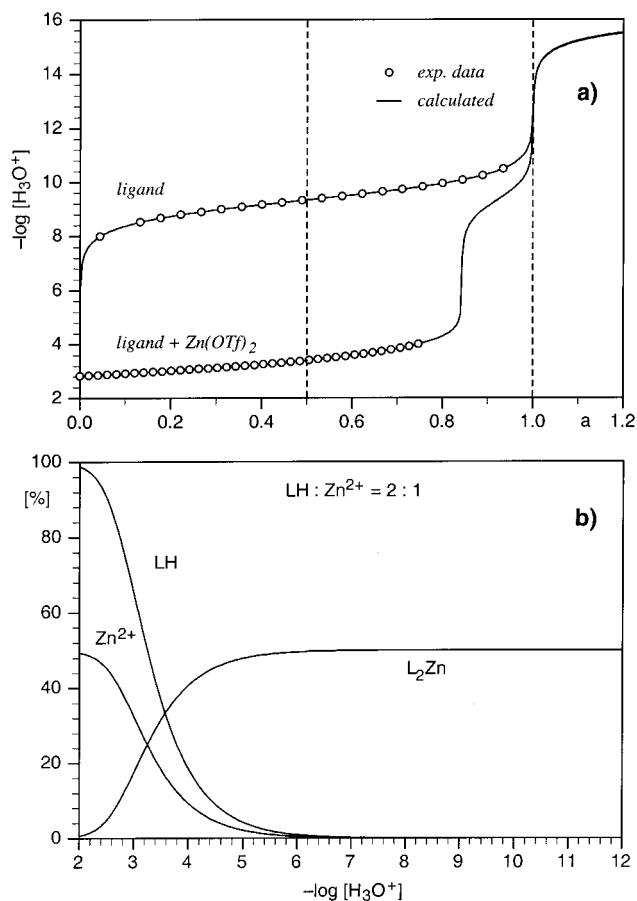 16
14
12
10
8
6
4
2
–log [H₃O⁺]
exp. data
calculated
a)
ligand
ligand + Zn(OTf)₂
0.0
0.2
0.4
0.6
0.8
1.0
a
1.2
100
[%]
80
60
40
20
0
LH : Zn²⁺ = 2 : 1
b)
LH
Zn²⁺
L₂Zn
2
3
4
5
6
7
8
9
10
11
12
–log [H₃O⁺]